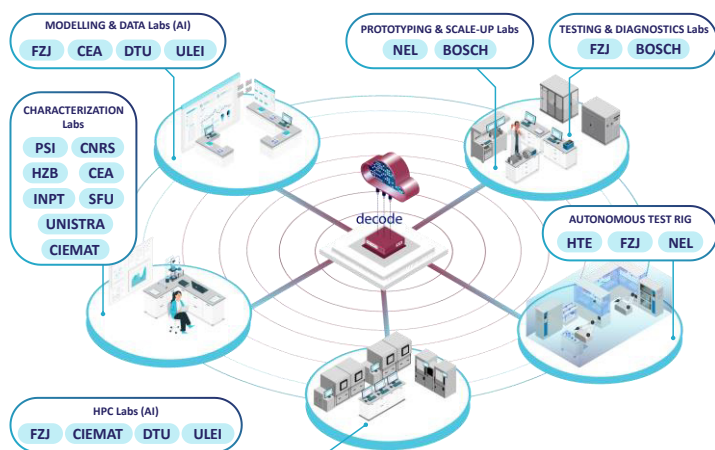 MODELLING & DATA Labs (AI)
FZJ CEA DTU ULEI
PROTOTYPING & SCALE-UP Labs
NEL BOSCH
TESTING & DIAGNOSTICS Labs
FZJ BOSCH
CHARACTERIZATION
Labs
PSI CNRS
HZB CEA
INPT SFU
UNISTRA
CIEMAT
decode
AUTONOMOUS TEST RIG
HTE FZJ NEL
HPC Labs (AI)
FZJ CIEMAT DTU ULEI